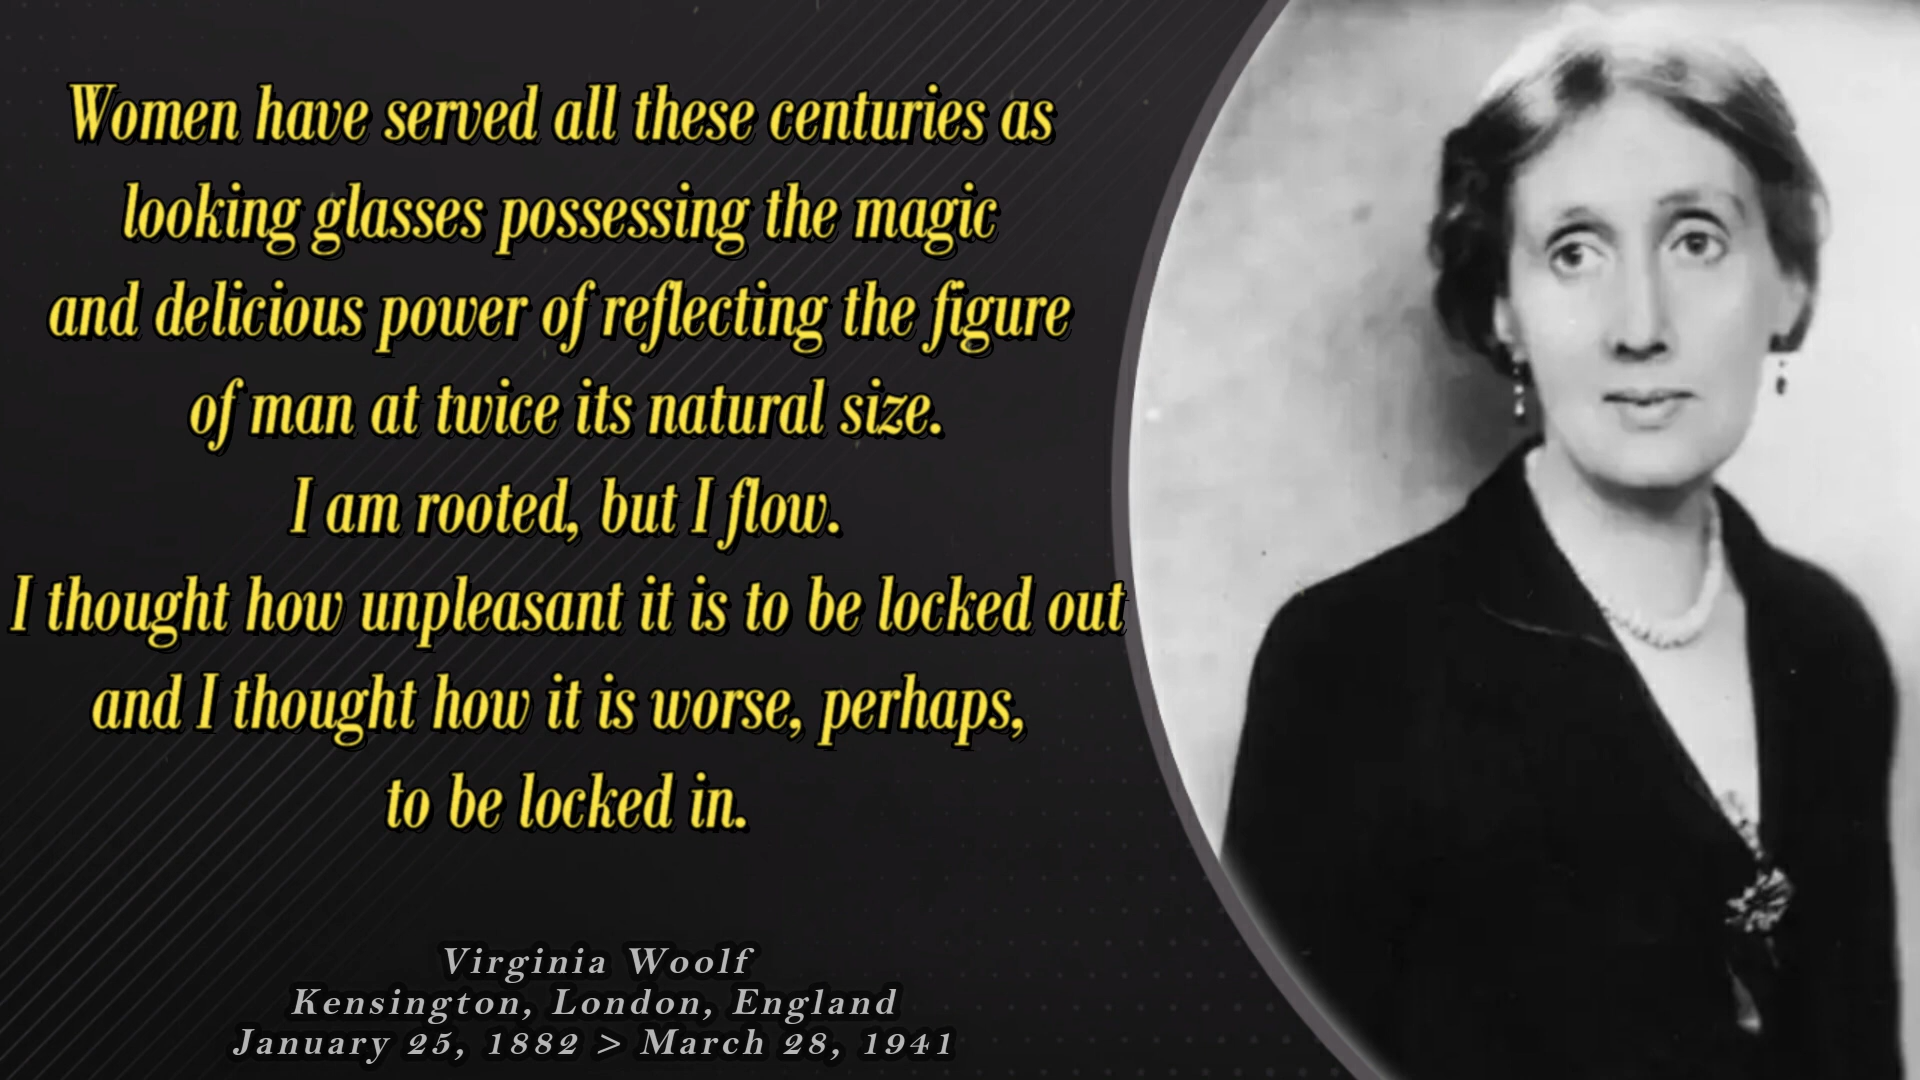 Women have served all these centuries as
looking glasses possessing the magic
and delicious power of reflecting the figure
of man at twice its natural size.
I am rooted, but I flow.
I thought how unpleasant it is to be locked out
and I thought how it is worse, perhaps,
to be locked in.
Virginia Woolf
Kensington, London, England
January 25, 1882 > March 28, 1941